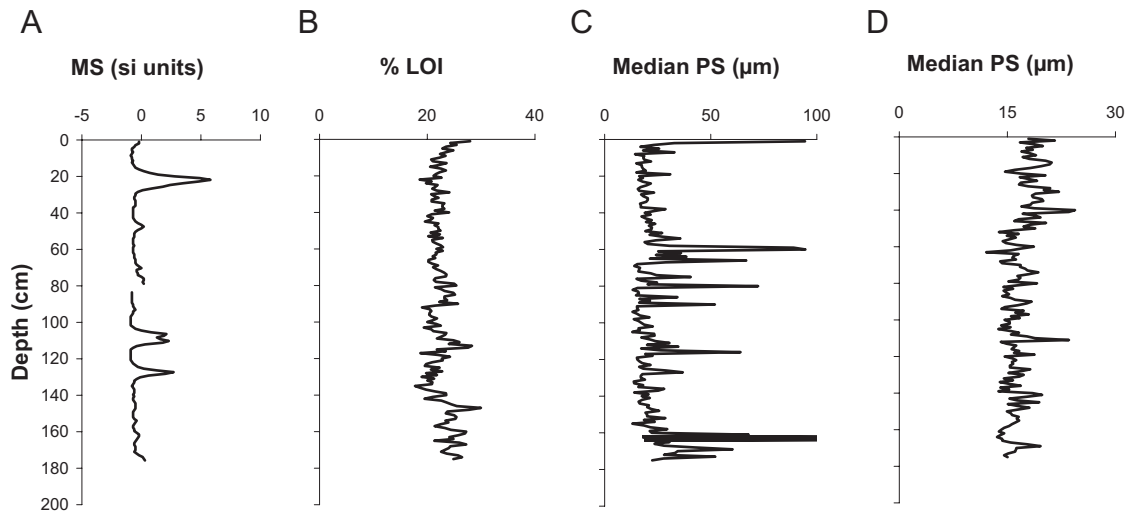 A
B
C
D
MS (si units)
% LOI
Median PS (µm)
Median PS (µm)
-5 0 5 10
0 20 40
0 50 100
0 15 30
Depth (cm)
0
20
40
60
80
100
120
140
160
180
200